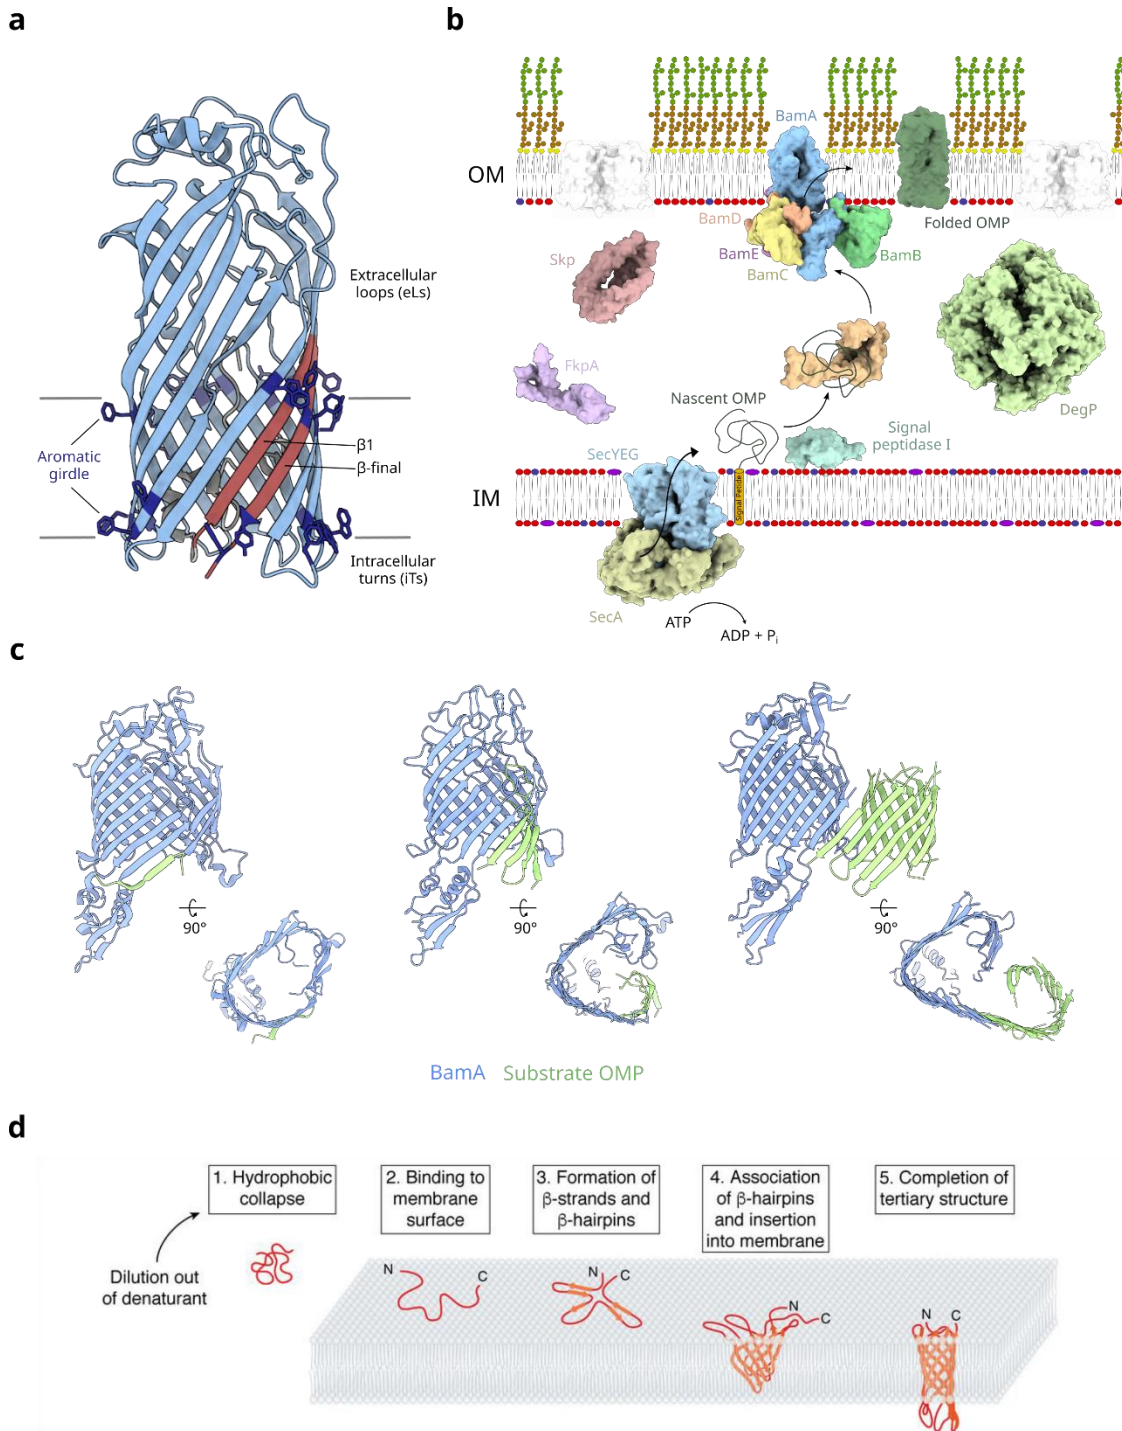 a
Extracellular
loops (eLs)
Aromatic
girdle
β1
β-final
Intracellular
turns (iTs)
b
OM
BamA
BamD
BamE
BamC
BamB
Folded OMP
Skp
FkpA
DegP
Nascent OMP
Signal
peptidase I
SecYEG
IM
Signal Petide
SecA
ATP
ADP + Pi
c
90°
90°
90°
BamA Substrate OMP
d
1. Hydrophobic
collapse
2. Binding to
membrane
surface
3. Formation of
β-strands and
β-hairpins
4. Association
of β-hairpins
and insertion
into membrane
5. Completion of
tertiary structure
Dilution out
of denaturant
N
C
N
C
N
C
N
C